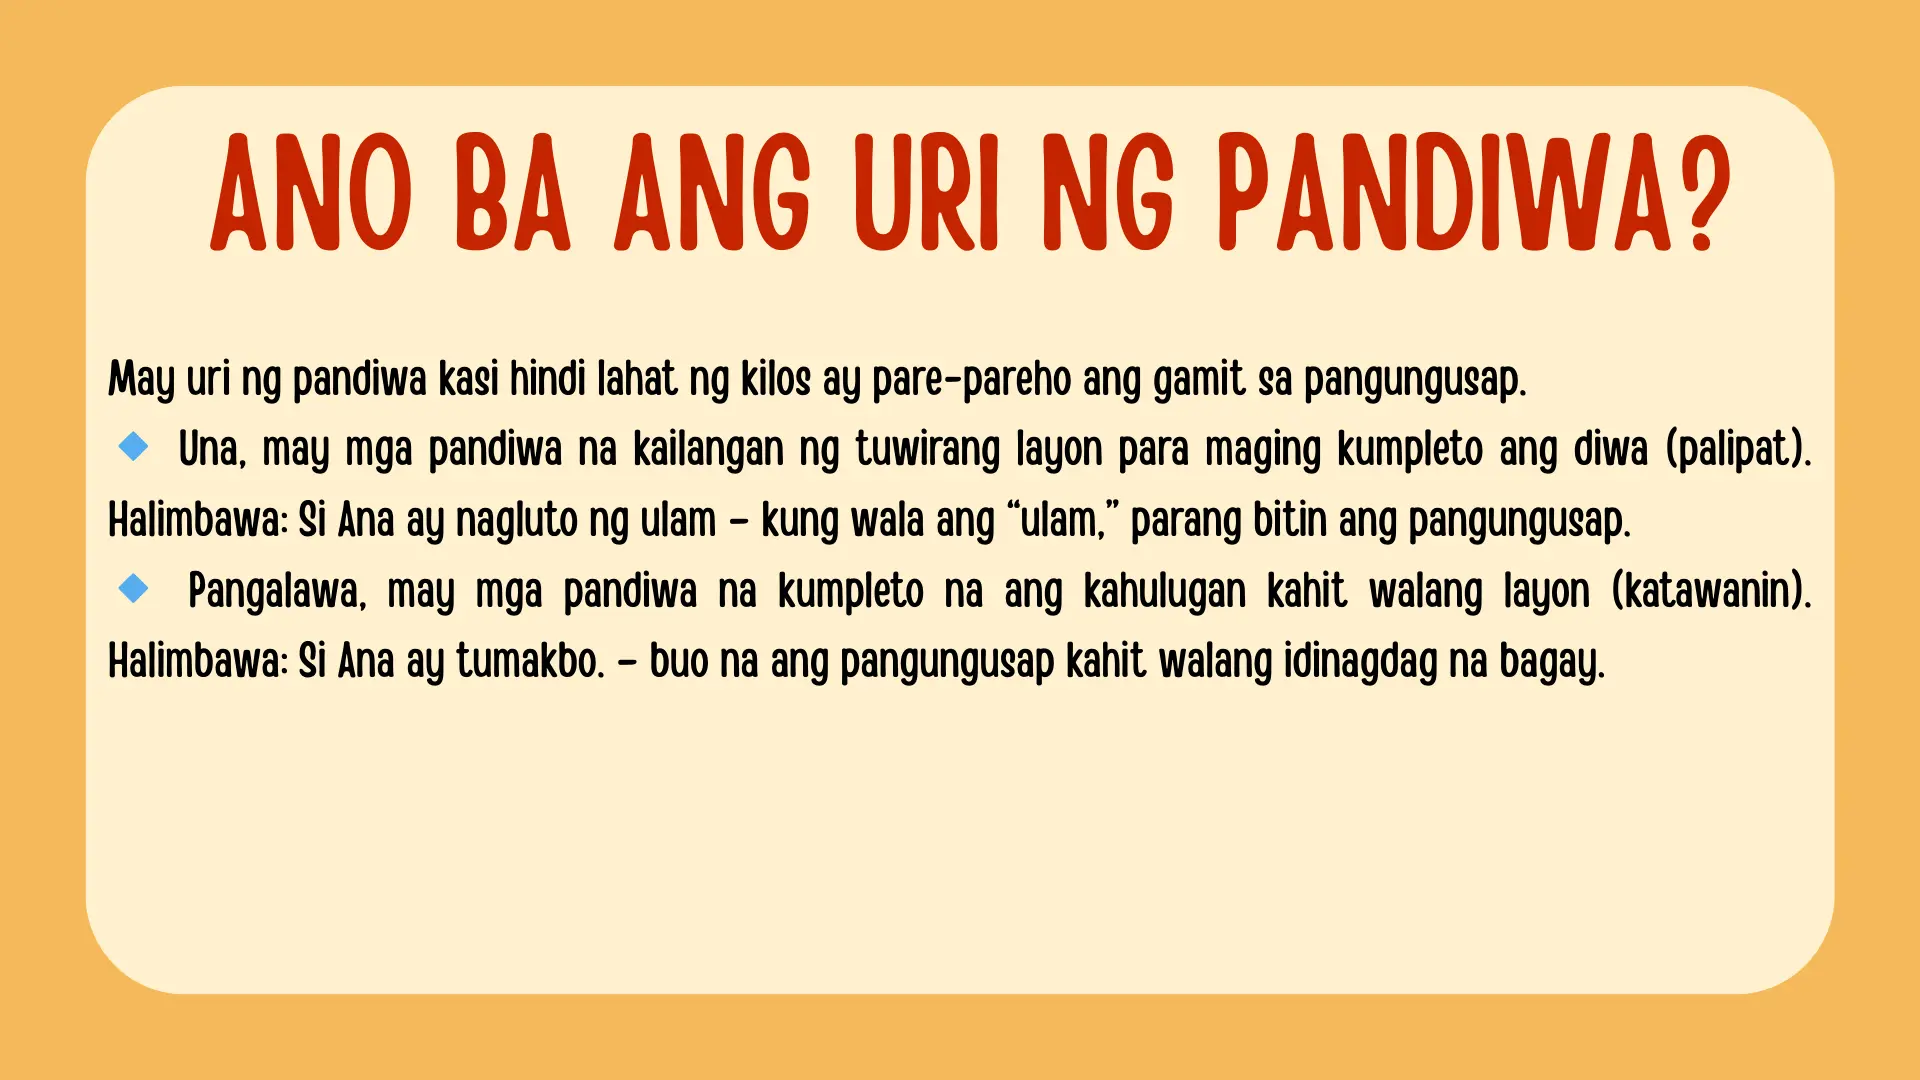 ANO BA ANG URI NG PANDIWA?
May uri ng pandiwa kasi hindi lahat ng kilos ay pare-pareho ang gamit sa pangungusap.
🔹 Una, may mga pandiwa na kailangan ng tuwirang layon para maging kumpleto ang diwa (palipat).
Halimbawa: Si Ana ay nagluto ng ulam – kung wala ang “ulam,” parang bitin ang pangungusap.
🔹 Pangalawa, may mga pandiwa na kumpleto na ang kahulugan kahit walang layon (katawanin).
Halimbawa: Si Ana ay tumakbo. – buo na ang pangungusap kahit walang idinagdag na bagay.